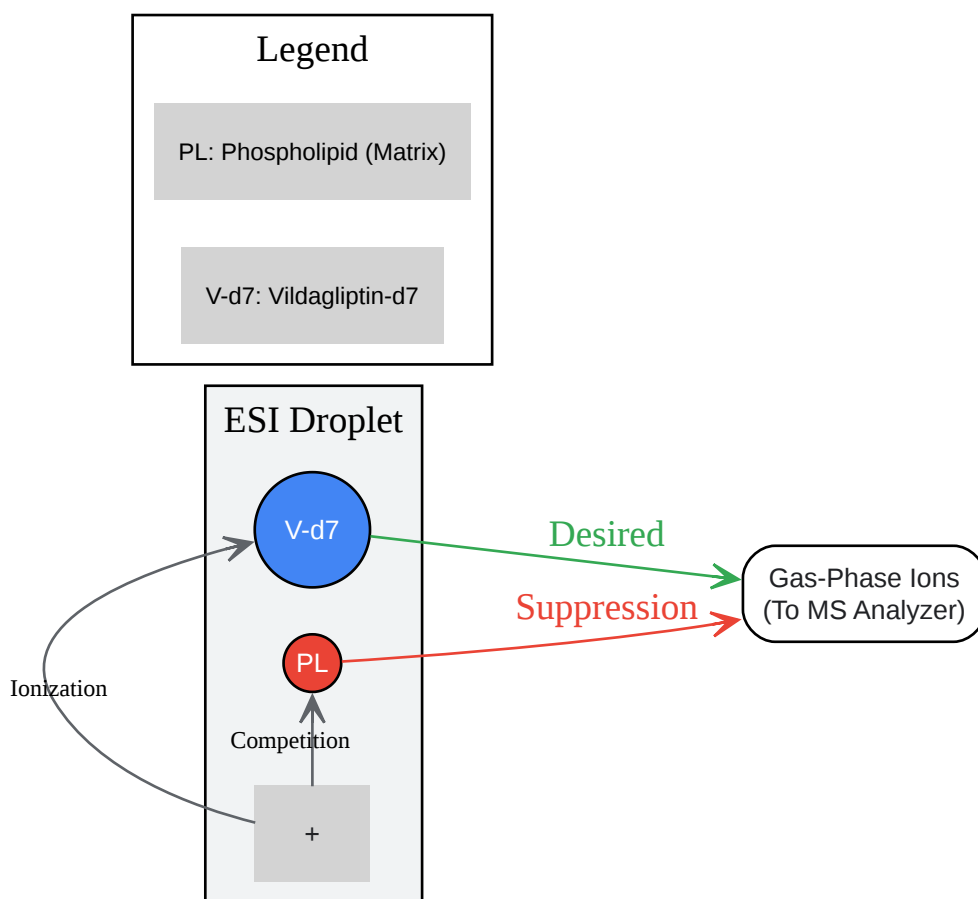 Legend
PL: Phospholipid (Matrix)
V-d7: Vildagliptin-d7
ESI Droplet
V-d7
Desired
Gas-Phase Ions
(To MS Analyzer)
Suppression
PL
Ionization
Competition
+